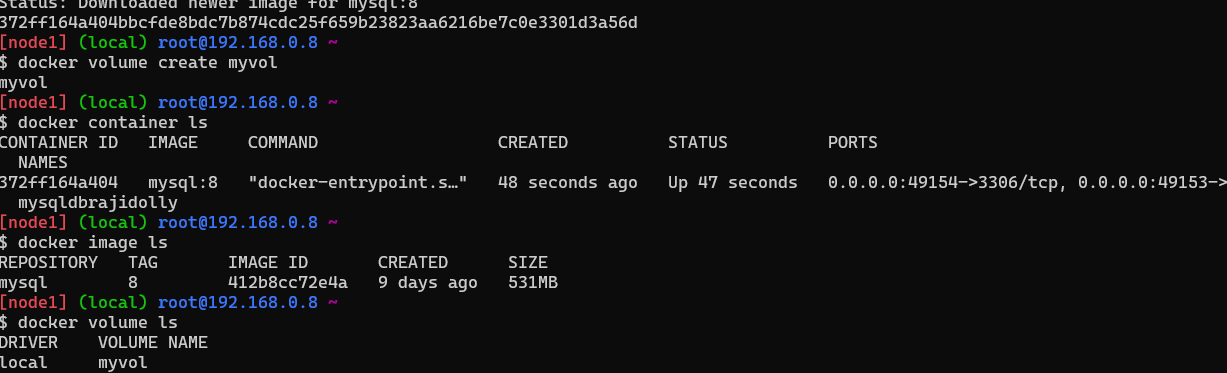 Status: Downloaded newer image for mysql:8
372ff164a404bbcfde8bdc7b874cdc25f659b23823aa6216be7c0e3301d3a56d
[node1] (local) root@192.168.0.8 ~
$ docker volume create myvol
myvol
[node1] (local) root@192.168.0.8 ~
$ docker container ls
CONTAINER ID   IMAGE     COMMAND                  CREATED          STATUS          PORTS
  NAMES
372ff164a404   mysql:8   "docker-entrypoint.s…"   48 seconds ago   Up 47 seconds   0.0.0.0:49154->3306/tcp, 0.0.0.0:49153->
  mysqldbrajidolly
[node1] (local) root@192.168.0.8 ~
$ docker image ls
REPOSITORY   TAG       IMAGE ID       CREATED      SIZE
mysql        8         412b8cc72e4a   9 days ago   531MB
[node1] (local) root@192.168.0.8 ~
$ docker volume ls
DRIVER    VOLUME NAME
local     myvol